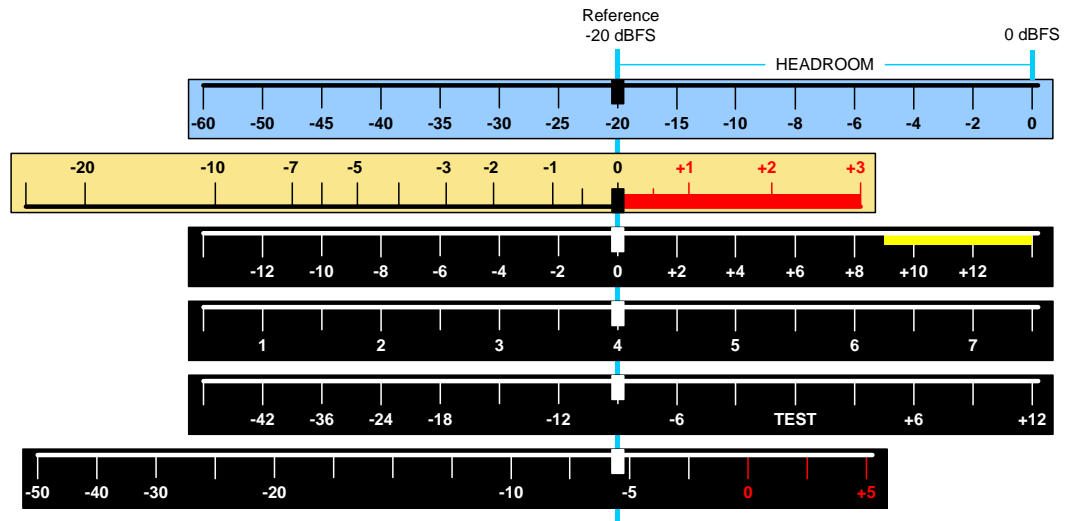 Reference
-20 dBFS
0 dBFS
HEADROOM
-60 -50 -45 -40 -35 -30 -25 -20 -15 -10 -8 -6 -4 -2 0
-20 -10 -7 -5 -3 -2 -1 0 +1 +2 +3
-12 -10 -8 -6 -4 -2 0 +2 +4 +6 +8 +10 +12
1 2 3 4 5 6 7
-42 -36 -24 -18 -12 -6 TEST +6 +12
-50 -40 -30 -20 -10 -5 0 +5